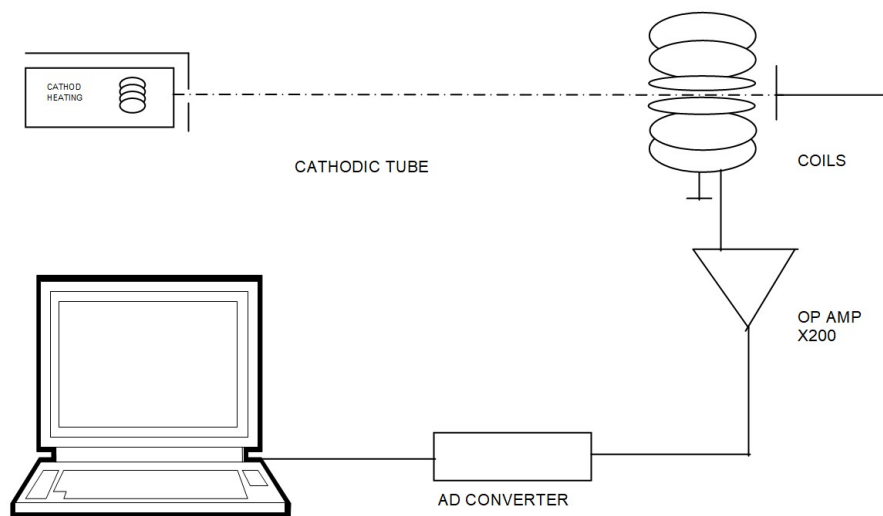 CATHOD
HEATING
CATHODIC TUBE
COILS
OP AMP
X200
AD CONVERTER